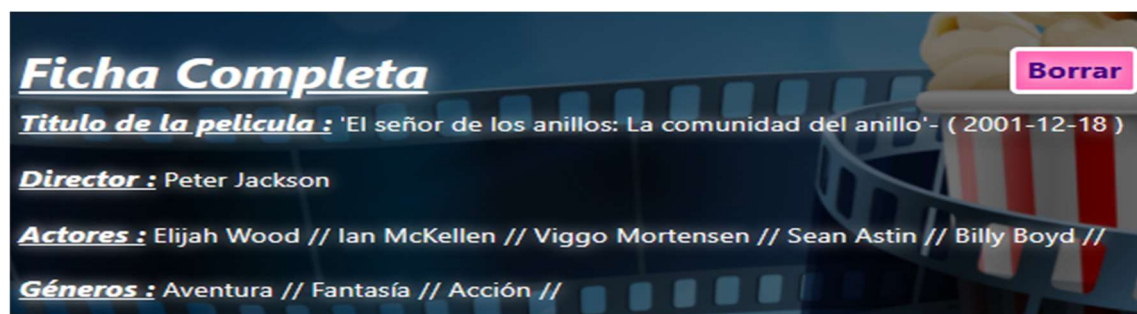 Ficha Completa
Borrar
Titulo de la pelicula : 'El señor de los anillos: La comunidad del anillo'- ( 2001-12-18 )
Director : Peter Jackson
Actores : Elijah Wood // Ian McKellen // Viggo Mortensen // Sean Astin // Billy Boyd //
Géneros : Aventura // Fantasía // Acción //